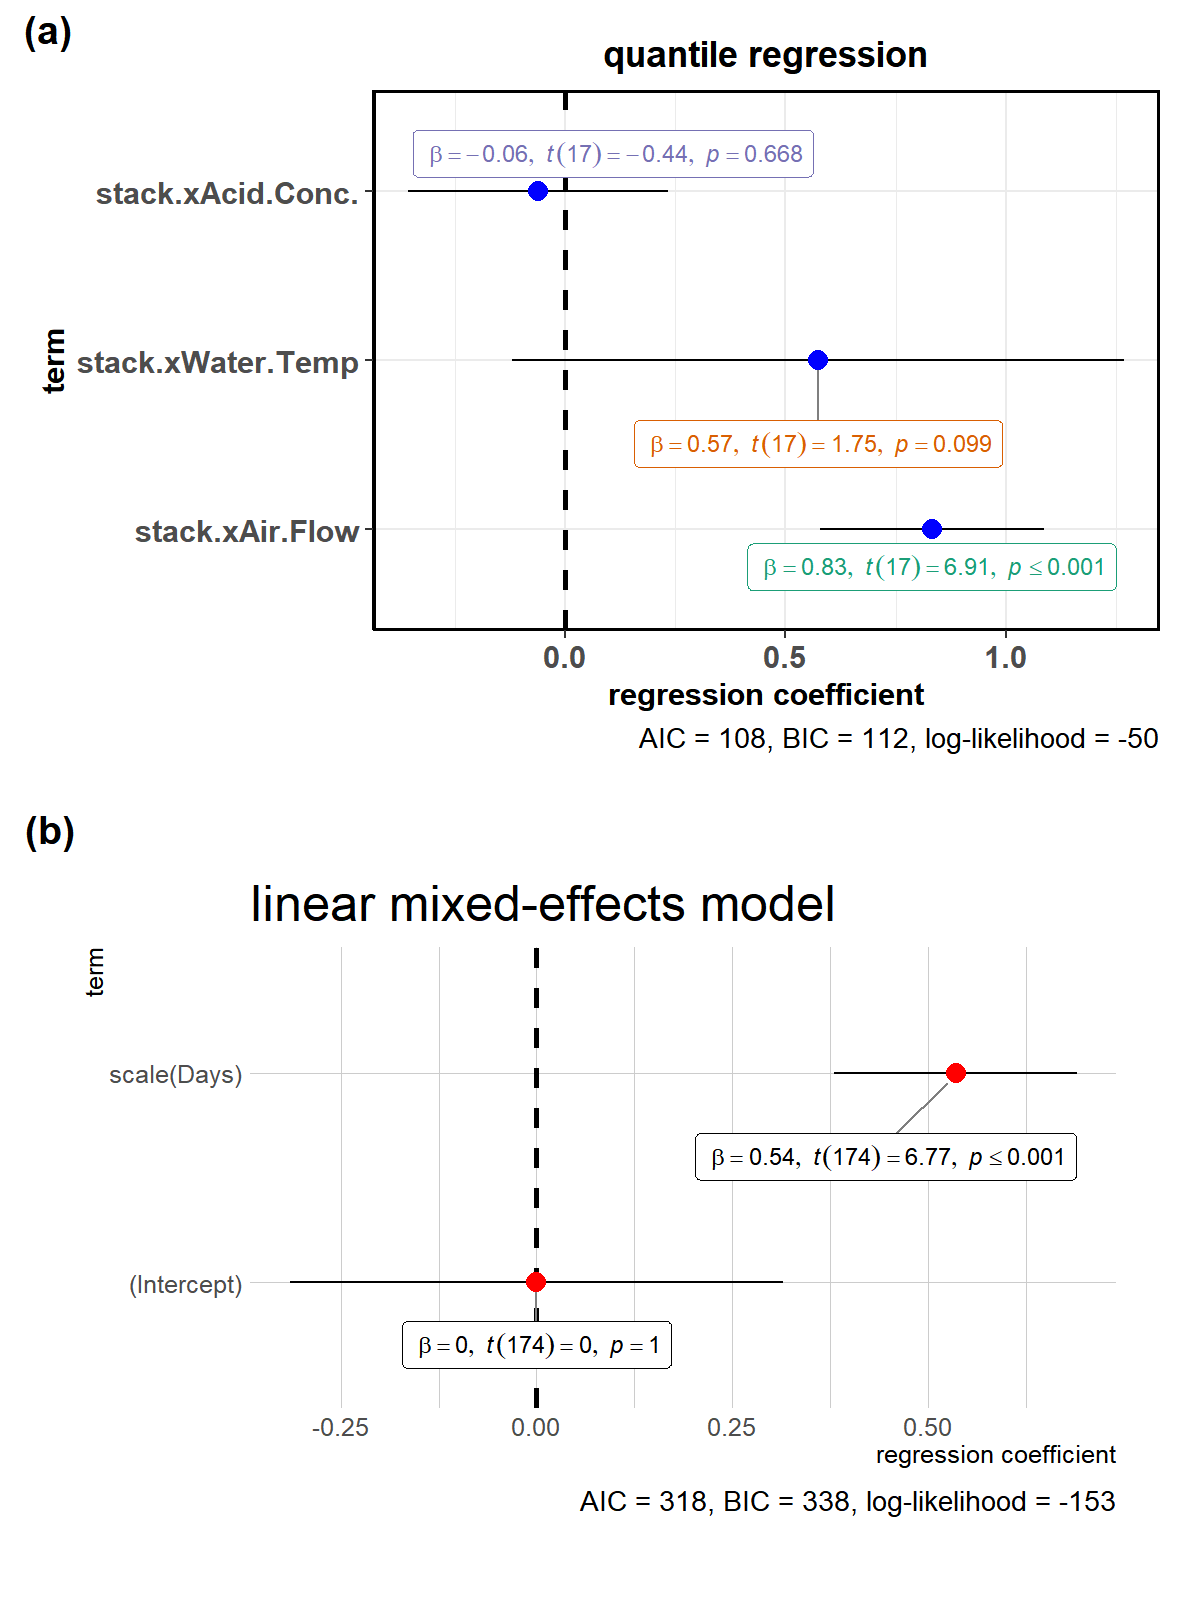 (a)
quantile regression
β = −0.06, t(17) = −0.44, p = 0.668
stack.xAcid.Conc.
stack.xWater.Temp
term
β = 0.57, t(17) = 1.75, p = 0.099
stack.xAir.Flow
β = 0.83, t(17) = 6.91, p ≤ 0.001
0.0 0.5 1.0
regression coefficient
AIC = 108, BIC = 112, log-likelihood = -50
(b)
linear mixed-effects model
term
scale(Days)
β = 0.54, t(174) = 6.77, p ≤ 0.001
(Intercept)
β = 0, t(174) = 0, p = 1
-0.25 0.00 0.25 0.50
regression coefficient
AIC = 318, BIC = 338, log-likelihood = -153